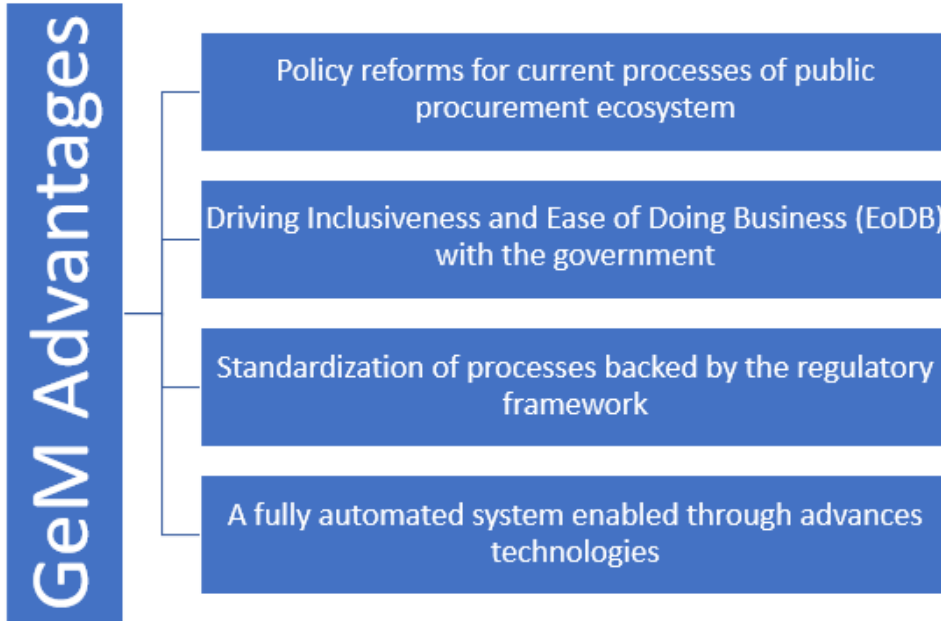 GeM Advantages
Policy reforms for current processes of public
procurement ecosystem
Driving Inclusiveness and Ease of Doing Business (EoDB)
with the government
Standardization of processes backed by the regulatory
framework
A fully automated system enabled through advances
technologies